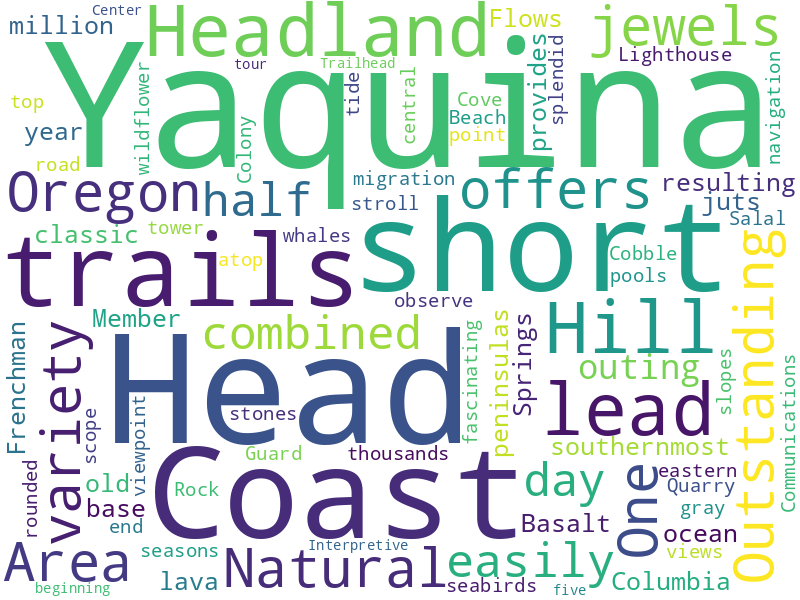 Center
million
Headland
Flows
jewels
Yaquina
Lighthouse
tour
Trailhead
wildflower
tide
central
provides
splendid
navigation
top
year
Colony
Cove
Beach
point
road
Oregon
half
migration
offers
resulting
stroll
juts
Salal
classic
tower
whales
short
trails
atop
Cobble
pools
observe
Outstanding
Member
combined
Hill
Frenchman
variety
Head
fascinating
peninsulas
Springs
outing
slopes
Communications
scope
viewpoint
stones
lead
Guard
thousands
southernmost
rounded
old
Rock
Coast
day
One
eastern
Quarry
base
end
Basalt
gray
ocean
Area
seasons
Interpretive
easily
views
lava
Natural
seabirds
five
Columbia
beginning